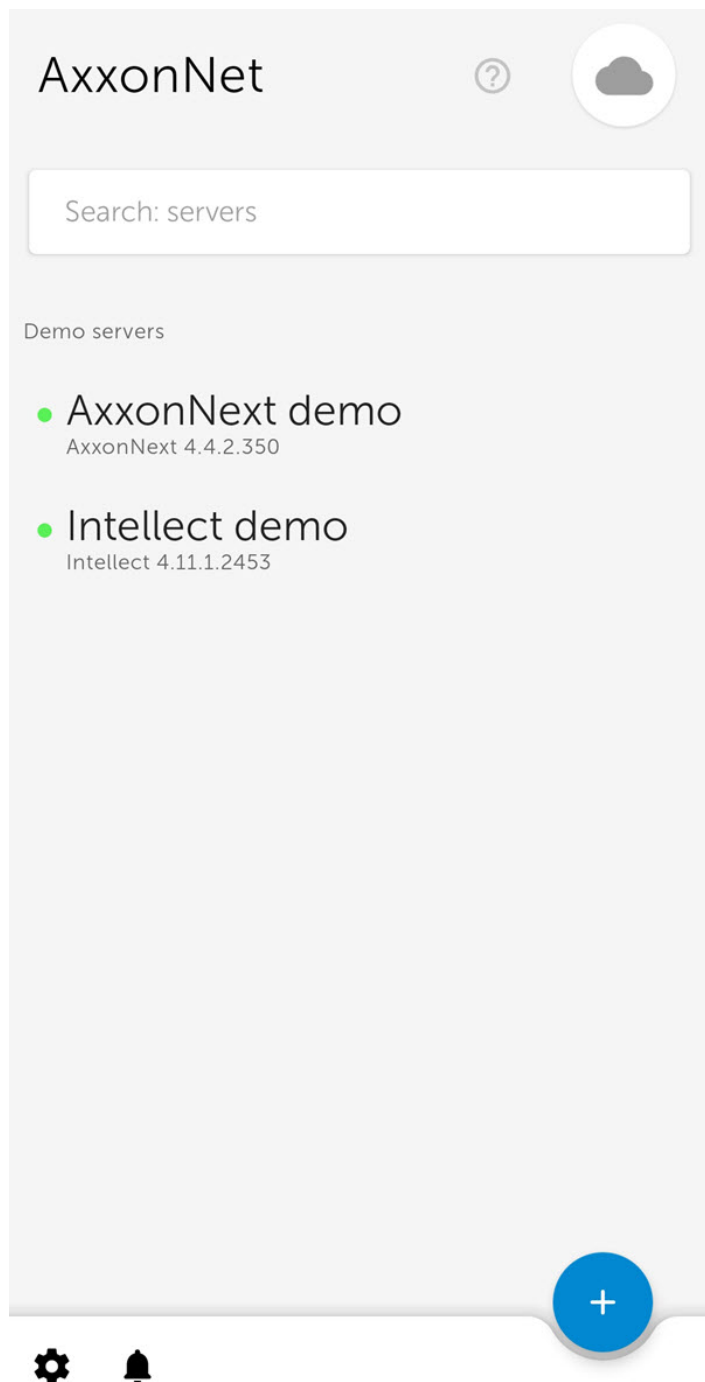 AxxonNet
Search: servers
Demo servers
AxxonNext demo
AxxonNext 4.4.2.350
Intellect demo
Intellect 4.11.1.2453